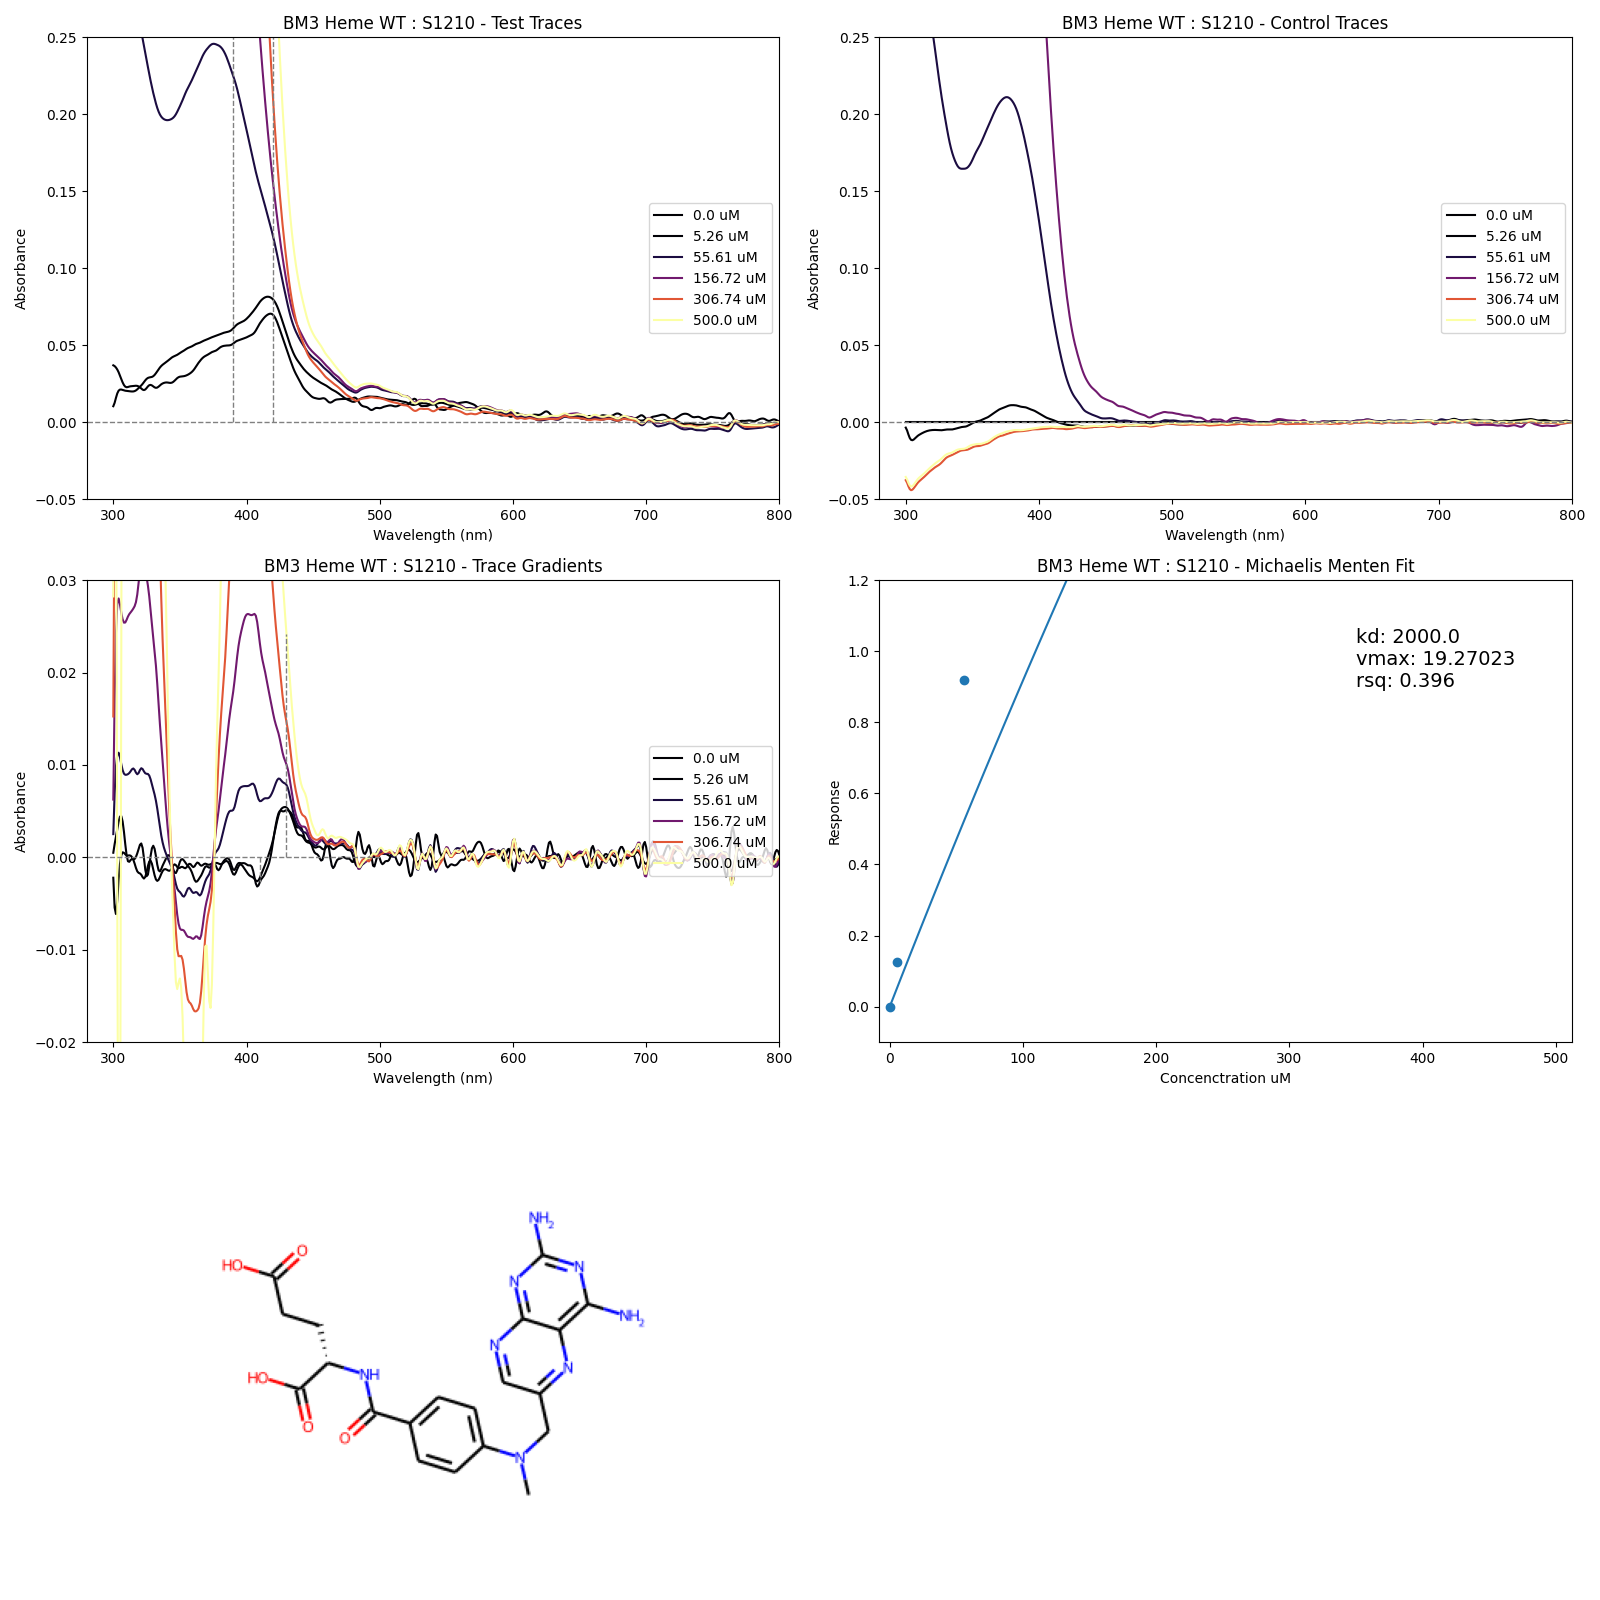 BM3 Heme WT : S1210 - Test Traces
0.25
0.20
0.15
0.10
0.05
0.00
−0.05
Absorbance
300
400
500
600
700
800
Wavelength (nm)
0.0 uM
5.26 uM
55.61 uM
156.72 uM
306.74 uM
500.0 uM
BM3 Heme WT : S1210 - Control Traces
0.25
0.20
0.15
0.10
0.05
0.00
−0.05
Absorbance
300
400
500
600
700
800
Wavelength (nm)
0.0 uM
5.26 uM
55.61 uM
156.72 uM
306.74 uM
500.0 uM
BM3 Heme WT : S1210 - Trace Gradients
0.03
0.02
0.01
0.00
−0.01
−0.02
Absorbance
300
400
500
600
700
800
Wavelength (nm)
0.0 uM
5.26 uM
55.61 uM
156.72 uM
306.74 uM
500.0 uM
BM3 Heme WT : S1210 - Michaelis Menten Fit
1.2
1.0
0.8
0.6
0.4
0.2
0.0
Response
0
100
200
300
400
500
Concenctration uM
kd: 2000.0
vmax: 19.27023
rsq: 0.396
NH2
N
N
NH2
N
N
HO
O
HO
O
NH
O
N